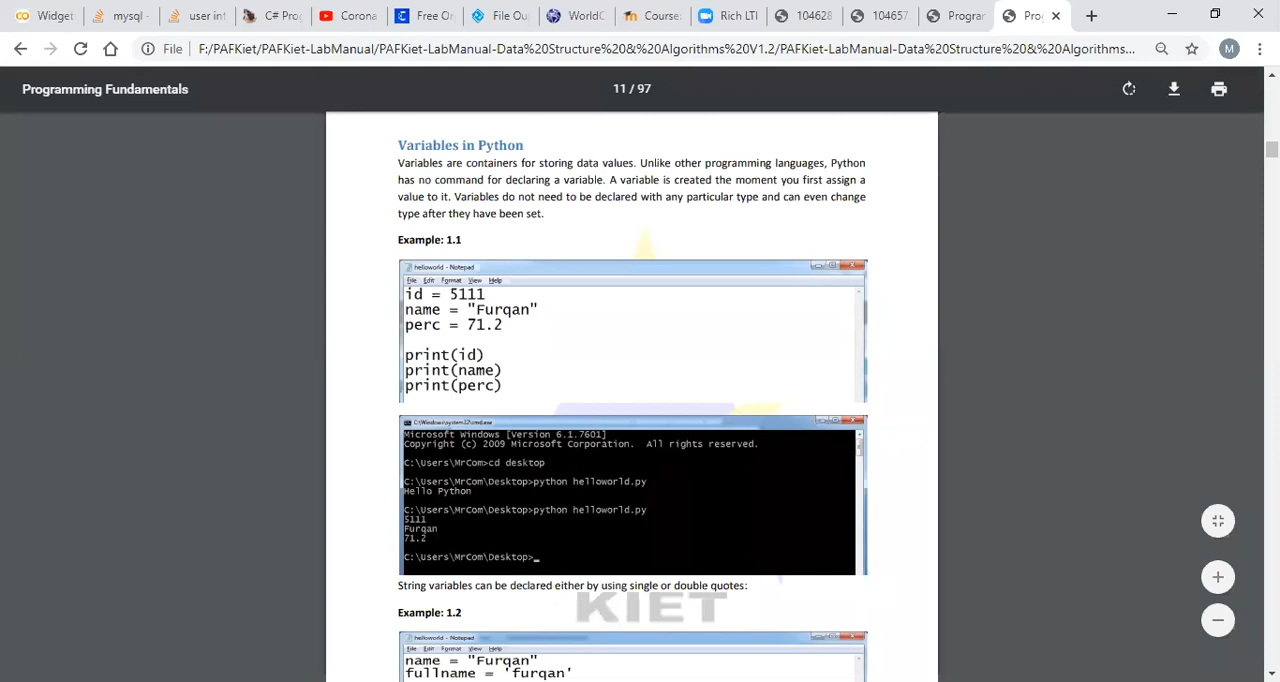 Widget
mysql -
user int
C# Prog
Corona
Free Or
File Ou
WorldC
Course:
Rich LTI
104628
104657
Progran
Pro
File
F:/PAFKiet/PAFKiet-LabManual/PAFKiet-LabManual-Data%20Structure%20&%20Algorithms%20V1.2/PAFKiet-LabManual-Data%20Structure%20&%20Algorithms...
M
Programming Fundamentals
11 / 97
Variables in Python
Variables are containers for storing data values. Unlike other programming languages, Python
has no command for declaring a variable. A variable is created the moment you first assign a
value to it. Variables do not need to be declared with any particular type and can even change
type after they have been set.
Example: 1.1
helloworld - Notepad
File Edit Format View Help
id = 5111
name = "Furqan"
perc = 71.2
print(id)
print(name)
print(perc)
C:\Windows\system32\cmd.exe
Microsoft Windows [Version 6.1.7601]
Copyright (c) 2009 Microsoft Corporation.  All rights reserved.
C:\Users\MrCom>cd desktop
C:\Users\MrCom\Desktop>python helloworld.py
Hello Python
C:\Users\MrCom\Desktop>python helloworld.py
5111
Furqan
71.2
C:\Users\MrCom\Desktop>_
String variables can be declared either by using single or double quotes:
KIET
Example: 1.2
helloworld - Notepad
File Edit Format View Help
name = "Furqan"
fullname = 'furqan'